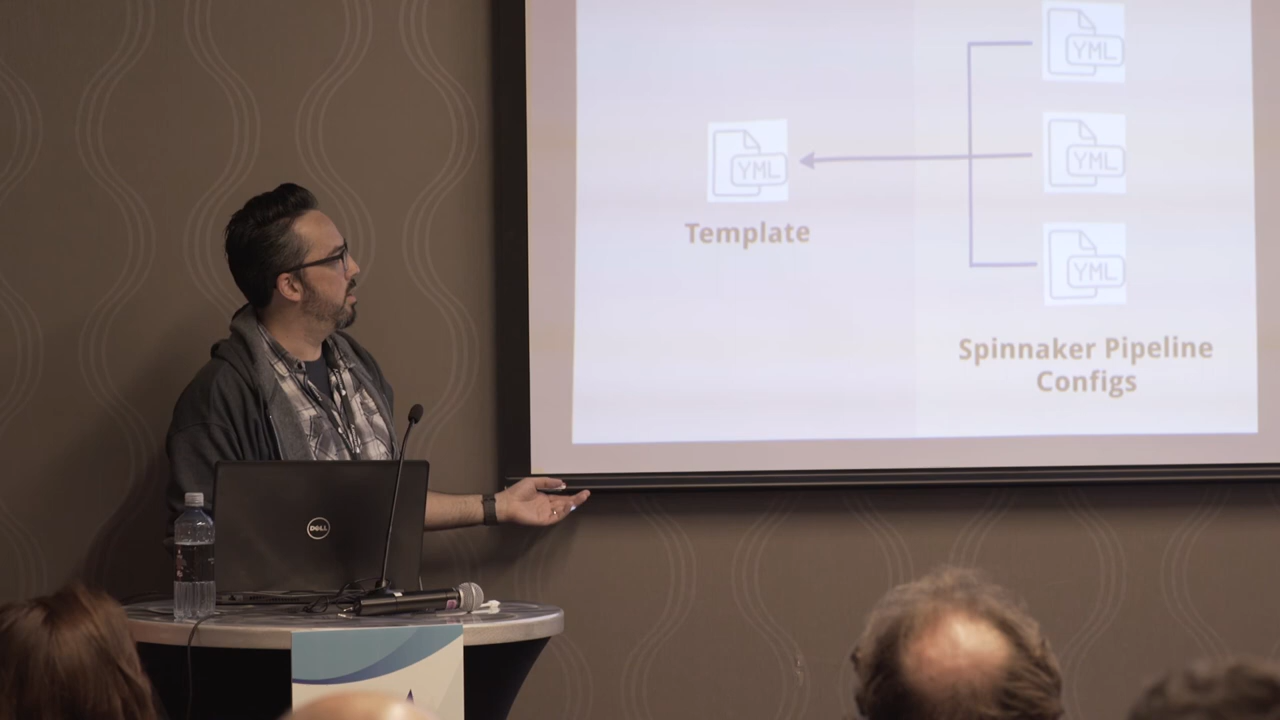 YML
YML
YML
YML
Template
Spinnaker Pipeline
Configs
DELL